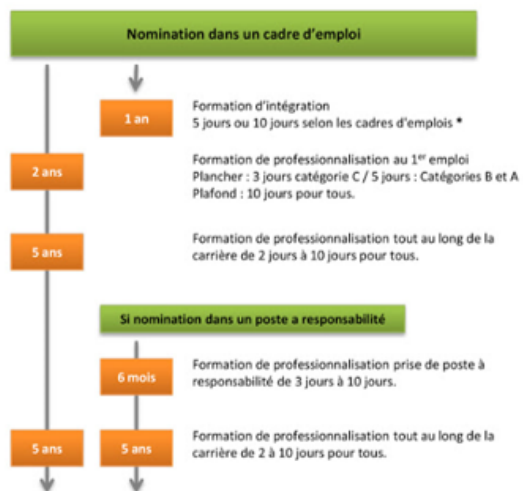 Nomination dans un cadre d'emploi
1 an
Formation d'intégration
5 jours ou 10 jours selon les cadres d'emplois *
2 ans
Formation de professionalisation au 1er emploi
Plancher : 3 jours catégorie C / 5 jours : Catégories B et A
Plafond : 10 jours pour tous.
5 ans
Formation de professionnalisation tout au long de la
carrière de 2 jours à 10 jours pour tous.
Si nomination dans un poste a responsabilité
6 mois
Formation de professionnalisation prise de poste à
responsabilité de 3 jours à 10 jours.
5 ans
5 ans
Formation de professionnalisation tout au long de la
carrière de 2 à 10 jours pour tous.